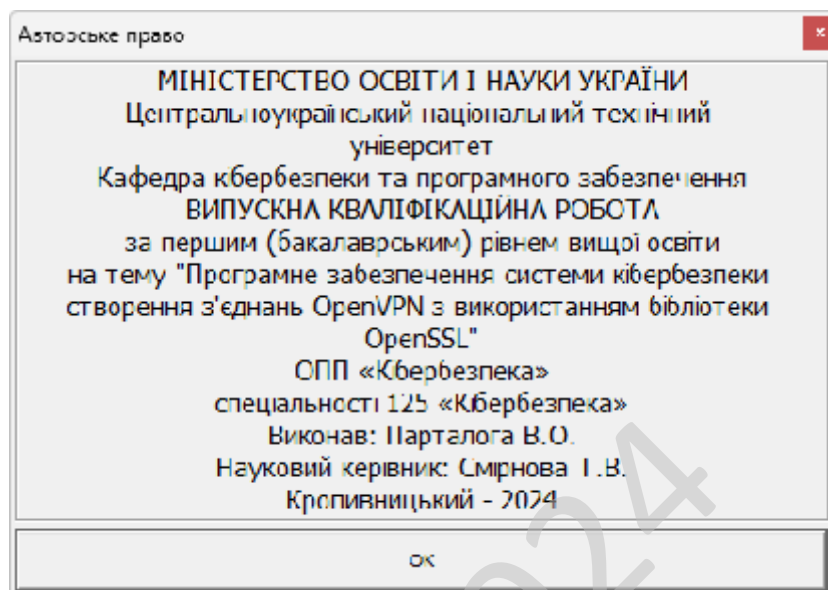 Авторське право
МІНІСТЕРСТВО ОСВІТИ І НАУКИ УКРАЇНИ
Центральноукраїнський національний технічний
університет
Кафедра кібербезпеки та програмного забезпечення
ВИПУСКНА КВАЛІФІКАЦІЙНА РОБОТА
за першим (бакалаврським) рівнем вищої освіти
на тему "Програмне забезпечення системи кібербезпеки
створення з'єднань OpenVPN з використанням бібліотеки
OpenSSL"
ОПП «Кібербезпека»
спеціальності 125 «Кібербезпека»
Виконав: Парталога В.О.
Науковий керівник: Смірнова Т.В.
Кропивницький - 2024
ОК
2024